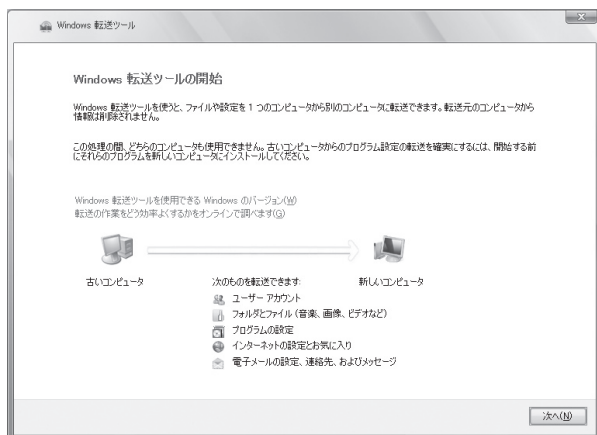 Windows 転送ツール
Windows 転送ツールの開始
Windows 転送ツールを使うと、ファイルや設定を 1 つのコンピュータから別のコンピュータに転送できます。転送元のコンピュータから
情報は削除されません。
この処理の間、どちらのコンピュータも使用できません。古いコンピュータからのプログラム設定の転送を確実にするには、開始する前
にそれらのプログラムを新しいコンピュータにインストールしてください。
Windows 転送ツールを使用できる Windows のバージョン(W)
転送の作業をどう効率よくするかをオンラインで調べます(G)
古いコンピュータ
次のものを転送できます:
新しいコンピュータ
ユーザー アカウント
フォルダとファイル (音楽、画像、ビデオなど)
プログラムの設定
インターネットの設定とお気に入り
電子メールの設定、連絡先、およびメッセージ
次へ(N)